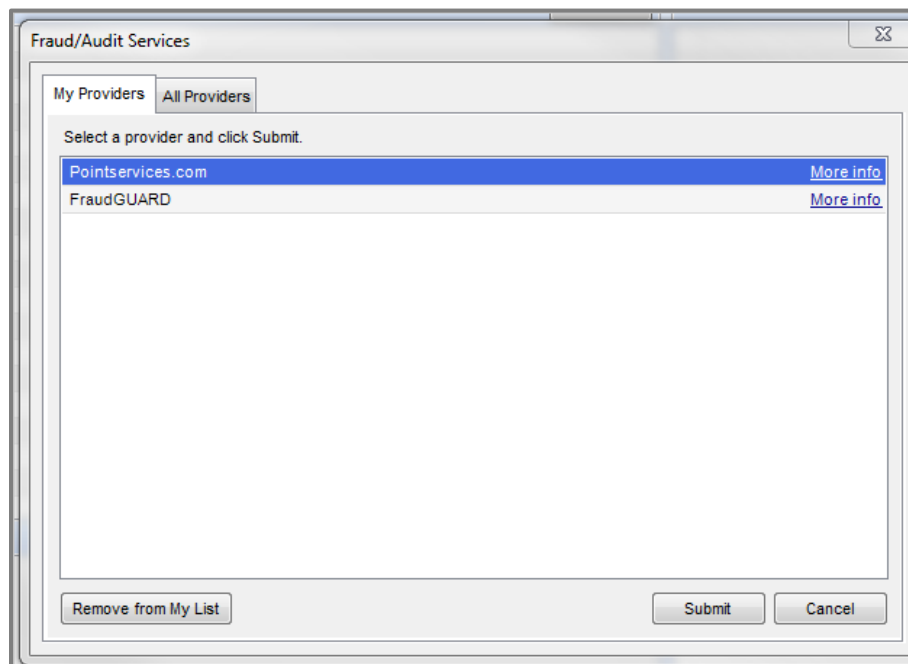 Fraud/Audit Services
My Providers All Providers
Select a provider and click Submit.
Pointservices.com More info
FraudGUARD More info
Remove from My List Submit Cancel